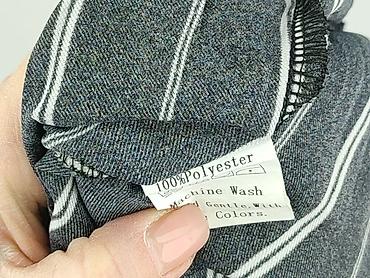 100%Polyester
Machine Wash
Gentle,With
Colors.